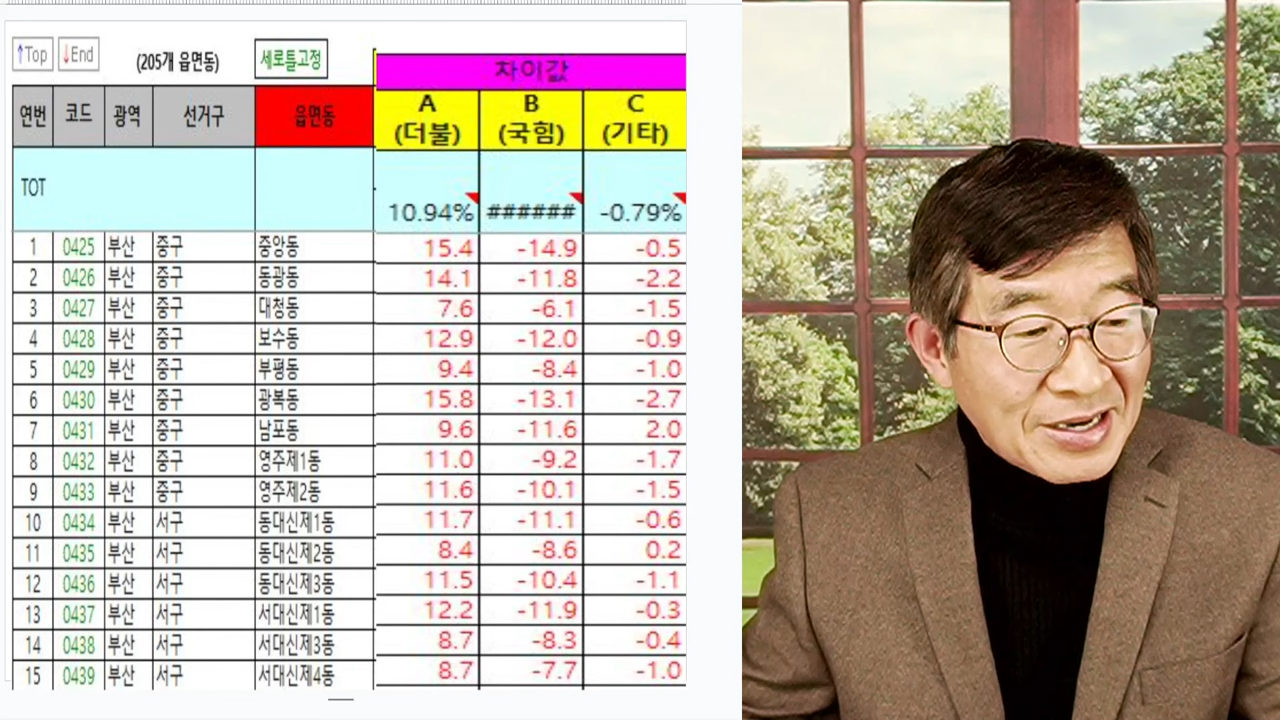 ↑Top ↓End (205개 읍면동) 세로틀고정
차이값
연번 코드 광역 선거구 읍면동 A (더불) B (국힘) C (기타)
TOT 10.94% ###### -0.79%
1 0425 부산 중구 중앙동 15.4 -14.9 -0.5
2 0426 부산 중구 동광동 14.1 -11.8 -2.2
3 0427 부산 중구 대청동 7.6 -6.1 -1.5
4 0428 부산 중구 보수동 12.9 -12.0 -0.9
5 0429 부산 중구 부평동 9.4 -8.4 -1.0
6 0430 부산 중구 광복동 15.8 -13.1 -2.7
7 0431 부산 중구 남포동 9.6 -11.6 2.0
8 0432 부산 중구 영주제1동 11.0 -9.2 -1.7
9 0433 부산 중구 영주제2동 11.6 -10.1 -1.5
10 0434 부산 서구 동대신제1동 11.7 -11.1 -0.6
11 0435 부산 서구 동대신제2동 8.4 -8.6 0.2
12 0436 부산 서구 동대신제3동 11.5 -10.4 -1.1
13 0437 부산 서구 서대신제1동 12.2 -11.9 -0.3
14 0438 부산 서구 서대신제3동 8.7 -8.3 -0.4
15 0439 부산 서구 서대신제4동 8.7 -7.7 -1.0